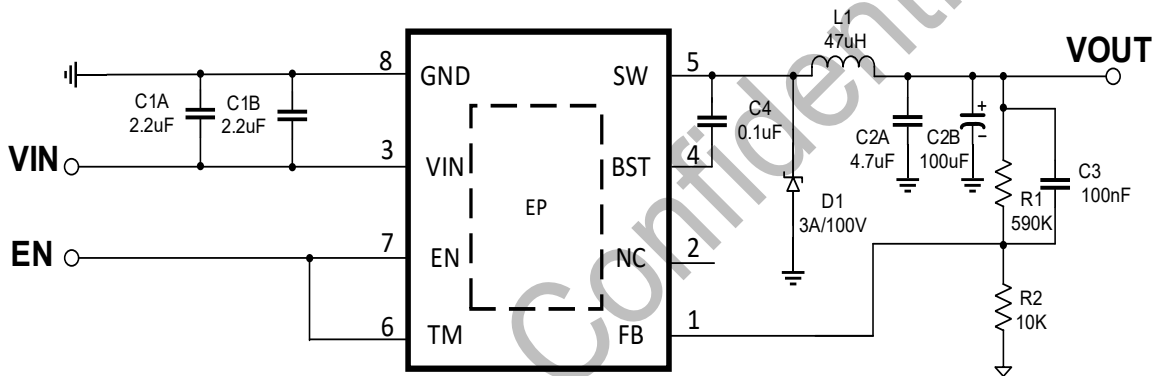 L1
47uH
VOUT
8 GND
SW 5
C1A
2.2uF
C1B
2.2uF
C4
0.1uF
C2A
4.7uF
C2B
100uF
+
−
VIN
3 VIN
BST 4
EP
D1
3A/100V
R1
590K
C3
100nF
EN
7 EN
NC 2
6 TM
FB 1
R2
10K